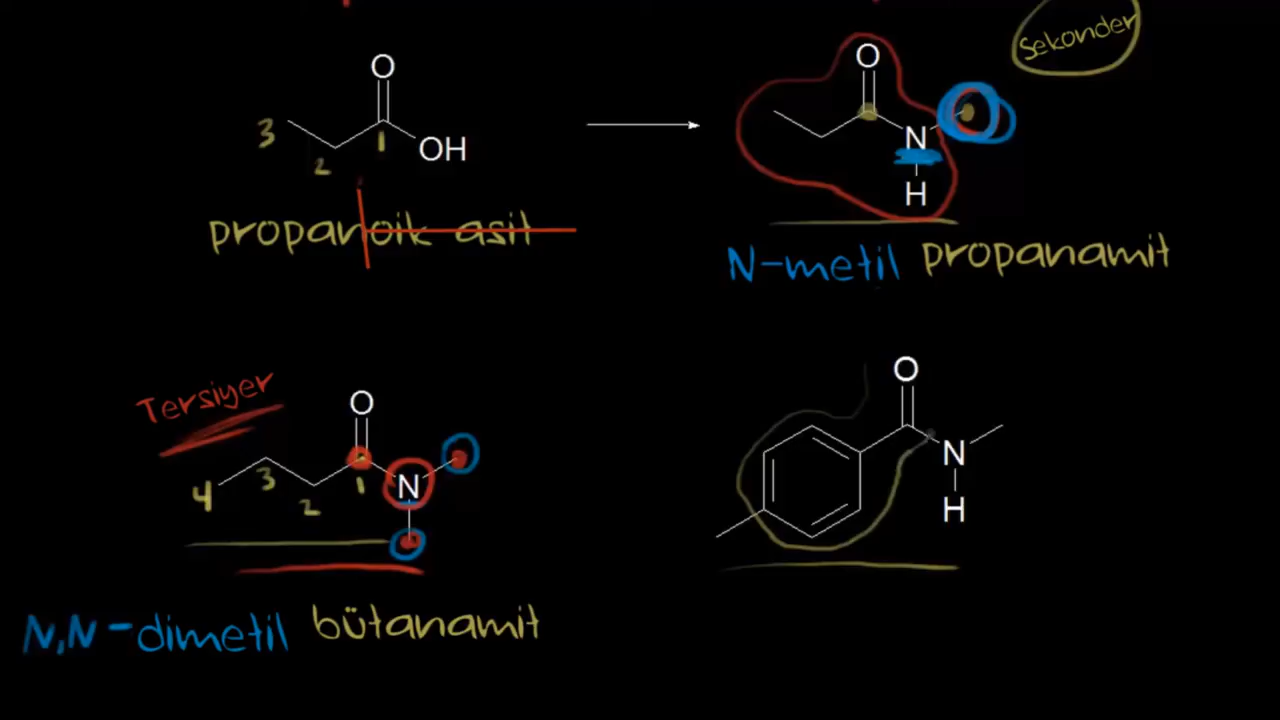 Sekonder
O
O
3
1
OH
N
2
H
propanoik asit
N-metil propanamit
Tersiyer
O
O
4
3
2
1
N
N
H
N,N-dimetil bütanamit